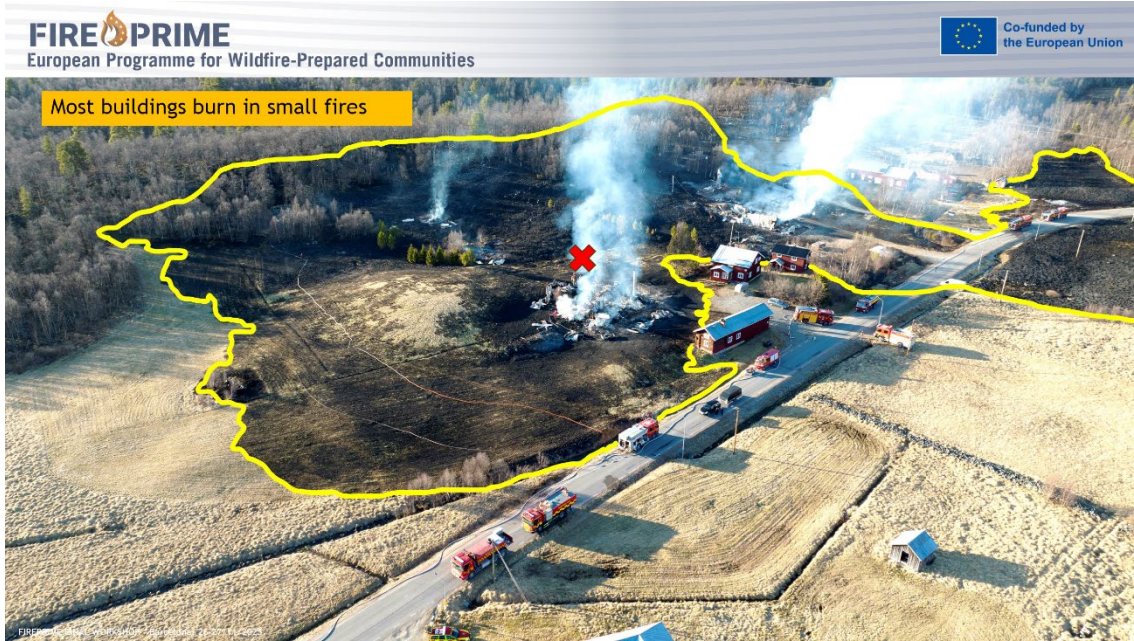 FIRE PRIME
European Programme for Wildfire-Prepared Communities
Co-funded by
the European Union
Most buildings burn in small fires